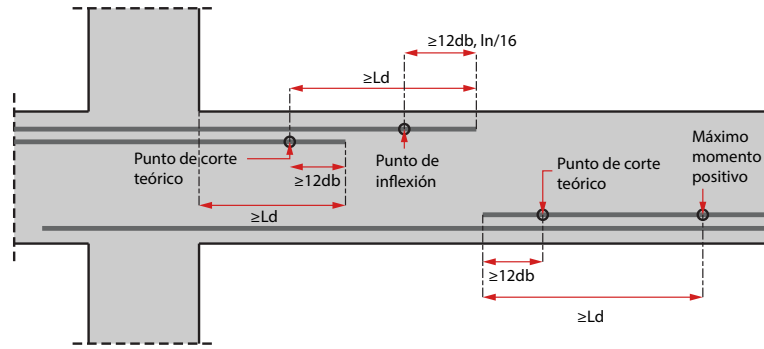 ≥12db, ln/16
≥Ld
Punto de corte
teórico
≥12db
Punto de
inflexión
≥Ld
Punto de corte
teórico
Máximo
momento
positivo
≥12db
≥Ld